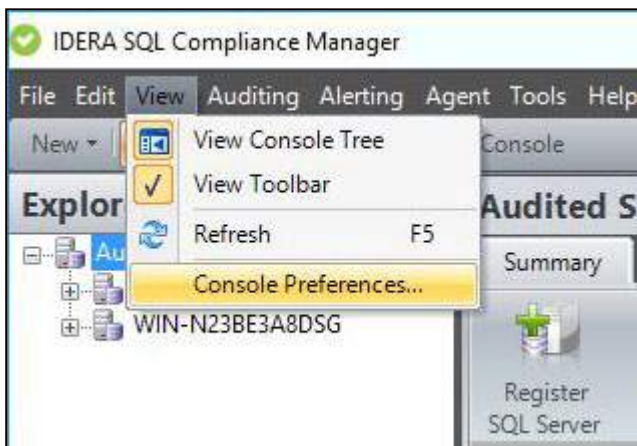 IDERA SQL Compliance Manager
File Edit View Auditing Alerting Agent Tools Help
New
Console
View Console Tree
View Toolbar
Refresh F5
Console Preferences...
Explor
Audited S
Au
WIN-N23BE3A8DSG
Summary
Register
SQL Server